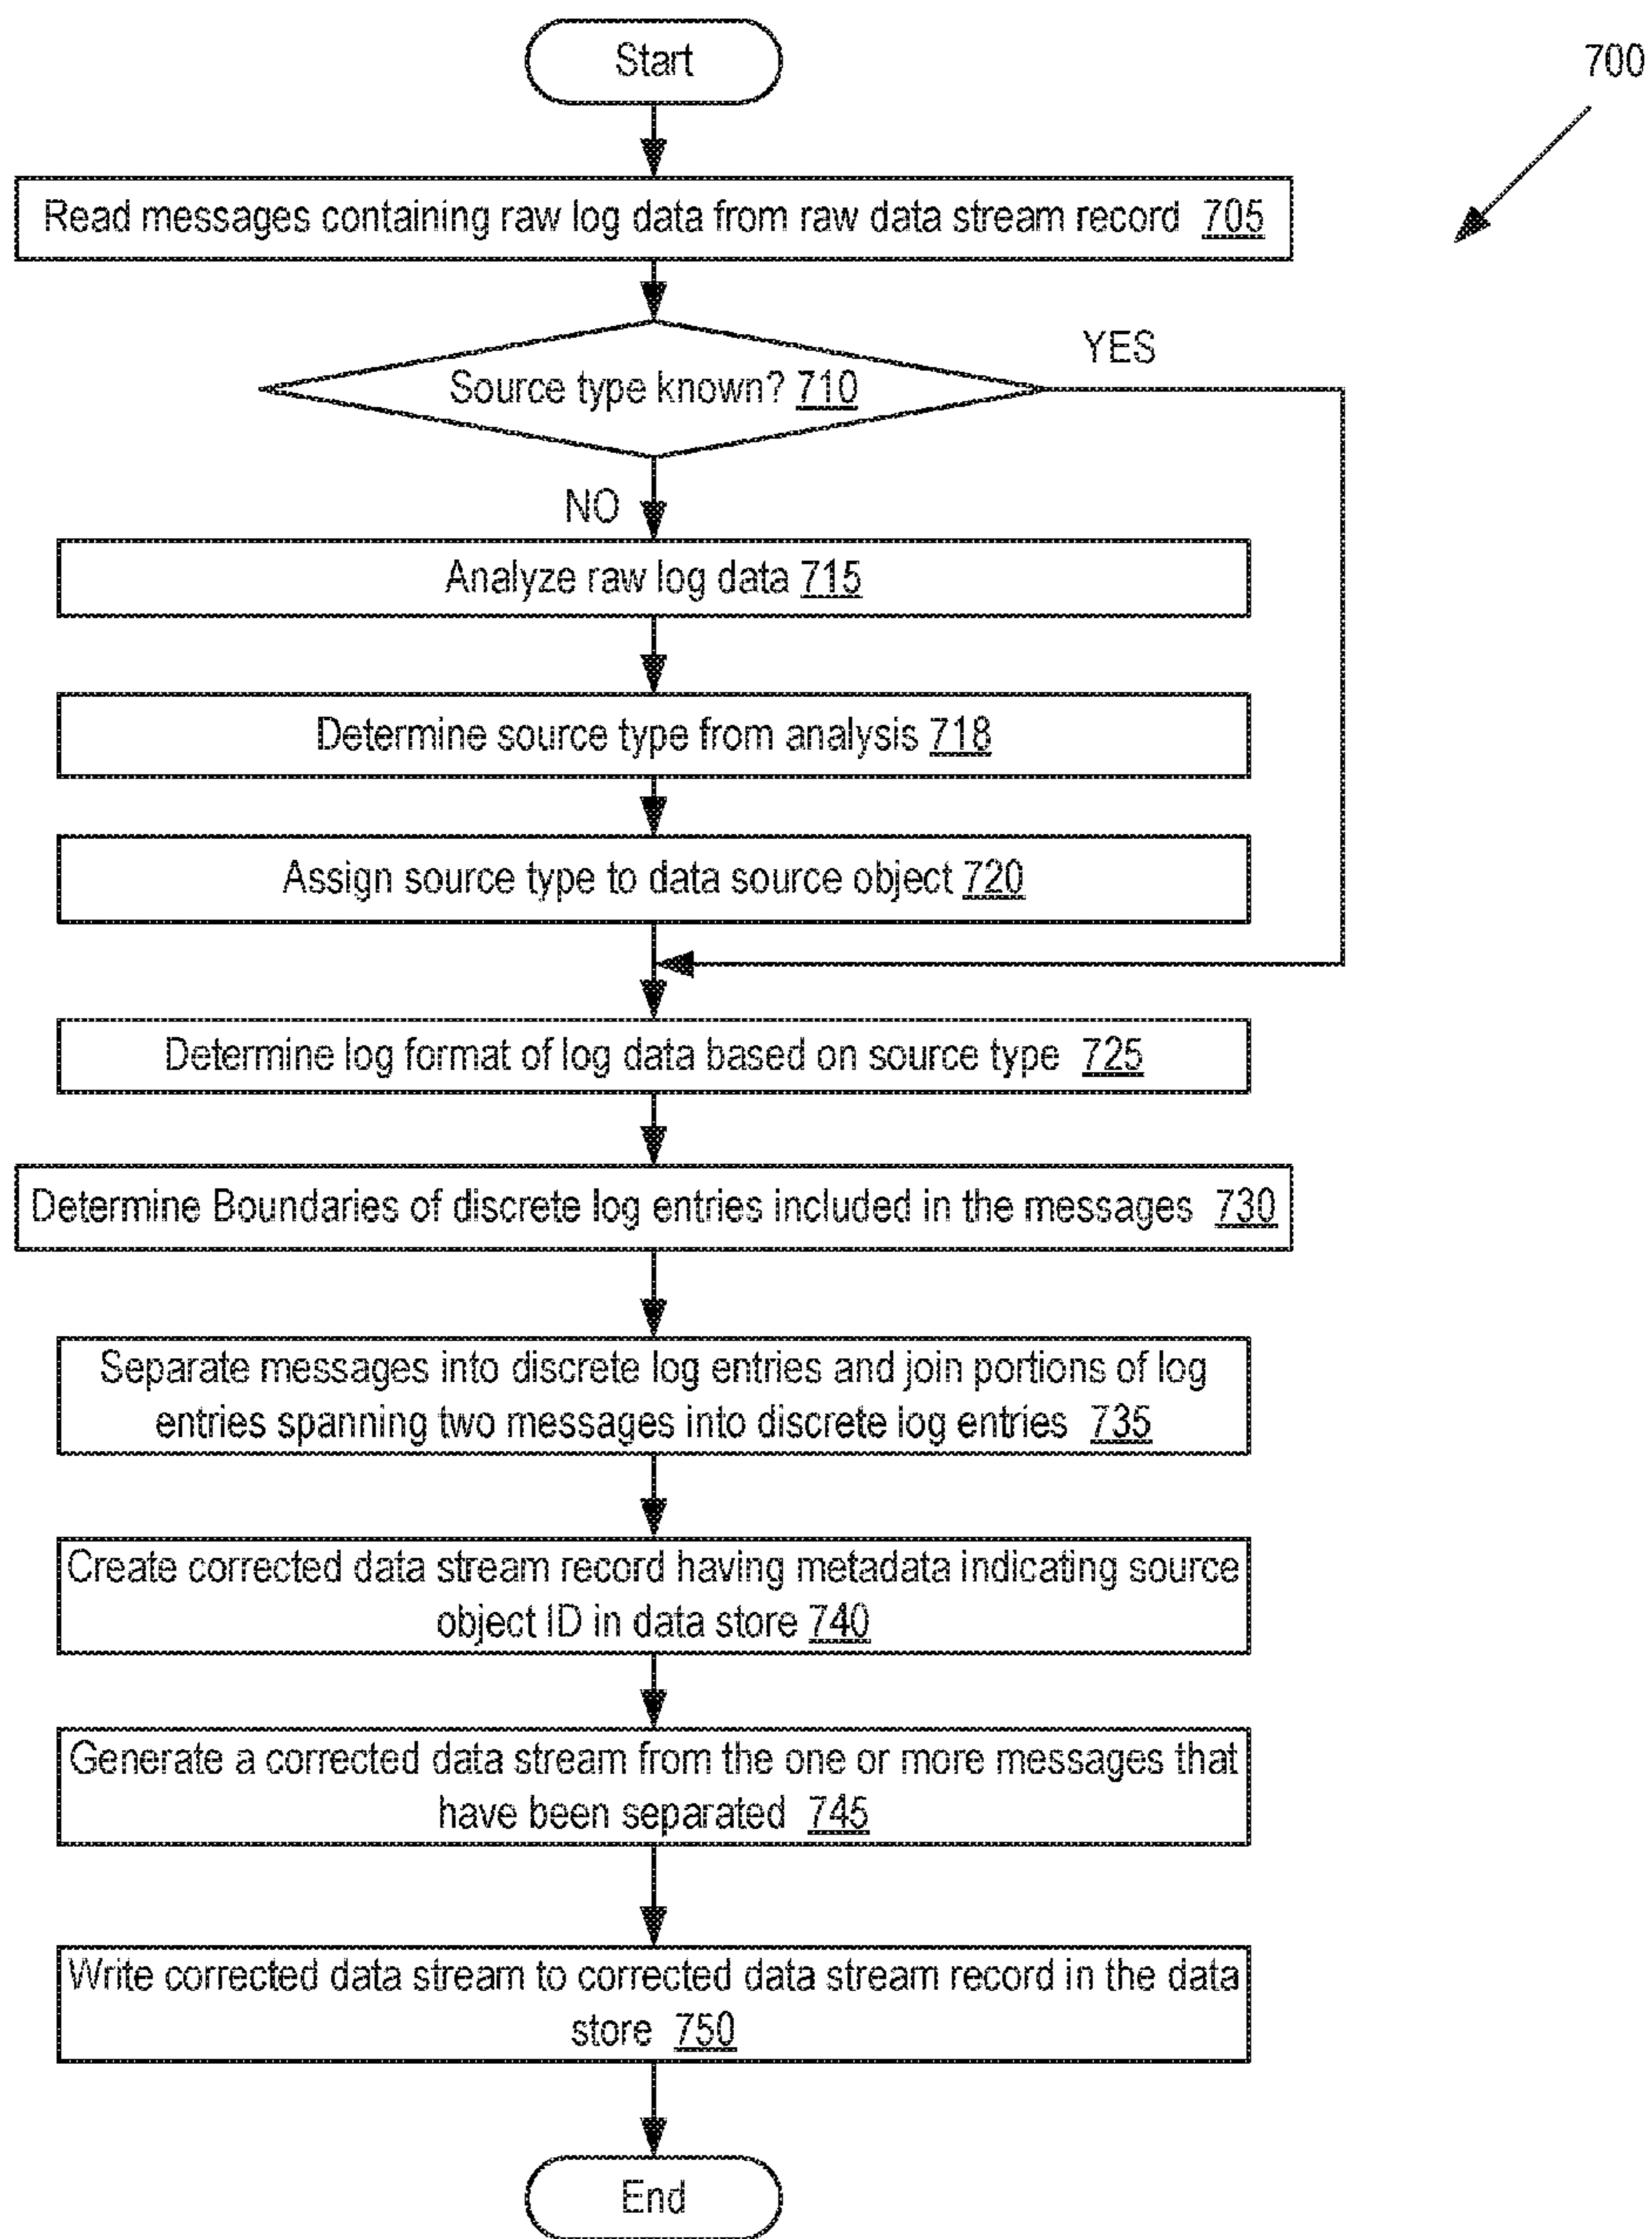 Start
700
Read messages containing raw log data from raw data stream record 705
YES
Source type known? 710
NO
Analyze raw log data 715
Determine source type from analysis 718
Assign source type to data source object 720
Determine log format of log data based on source type 725
Determine Boundaries of discrete log entries included in the messages 730
Separate messages into discrete log entries and join portions of log
entries spanning two messages into discrete log entries 735
Create corrected data stream record having metadata indicating source
object ID in data store 740
Generate a corrected data stream from the one or more messages that
have been separated 745
Write corrected data stream to corrected data stream record in the data
store 750
End